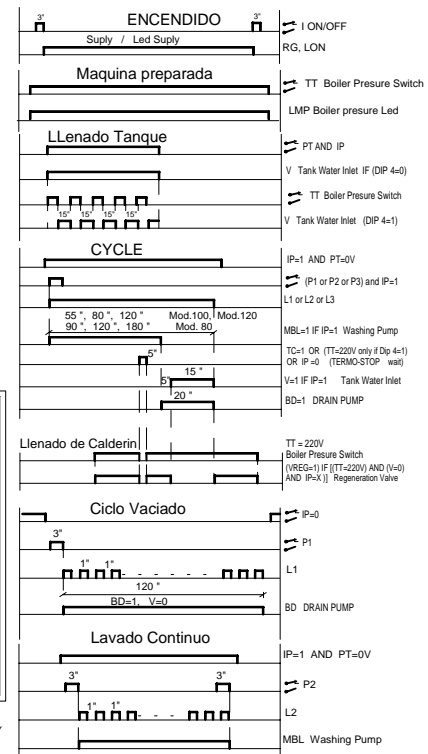 ENCENDIDO
3"
3"
I ON/OFF
Suply / Led Suply
RG, LON
Maquina preparada
TT Boiler Presure Switch
LMP Boiler presure Led
LLenado Tanque
PT AND IP
V Tank Water Inlet IF (DIP 4=0)
TT Boiler Presure Switch
15" 15" 15" 15"
V Tank Water Inlet (DIP 4=1)
CYCLE
IP=1 AND PT=0V
(P1 or P2 or P3) and IP=1
L1 or L2 or L3
55 ", 80 ", 120 " Mod.100, Mod.120
90 ", 120 ", 180 " Mod. 80
MBL=1 IF IP=1 Washing Pump
5"
TC=1 OR (TT=220V only if Dip 4=1)
OR IP =0 (TERMO-STOP wait)
15 "
5"
V=1 IF IP=1 Tank Water Inlet
20 "
BD=1 DRAIN PUMP
Llenado de Calderin
TT = 220V
Boiler Presure Switch
(VREG=1) IF [(TT=220V) AND (V=0)
AND IP=X )] Regeneration Valve
Ciclo Vaciado
IP=0
3"
P1
1" 1"
L1
120 "
BD=1, V=0
BD DRAIN PUMP
Lavado Continuo
IP=1 AND PT=0V
3"
3"
P2
1" 1"
L2
MBL Washing Pump